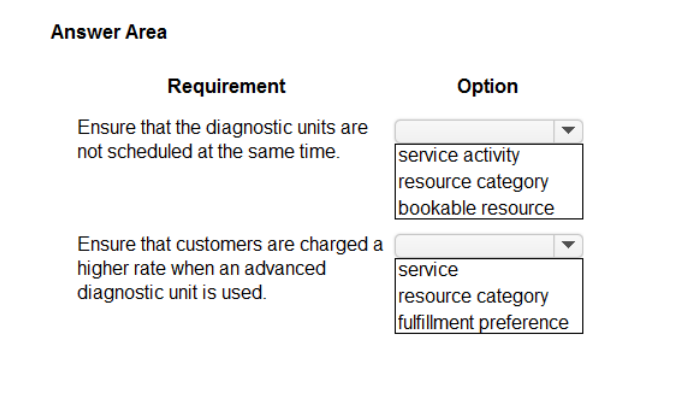 Answer Area
Requirement Option
Ensure that the diagnostic units are
not scheduled at the same time.
service activity
resource category
bookable resource
Ensure that customers are charged a
higher rate when an advanced
diagnostic unit is used.
service
resource category
fulfillment preference